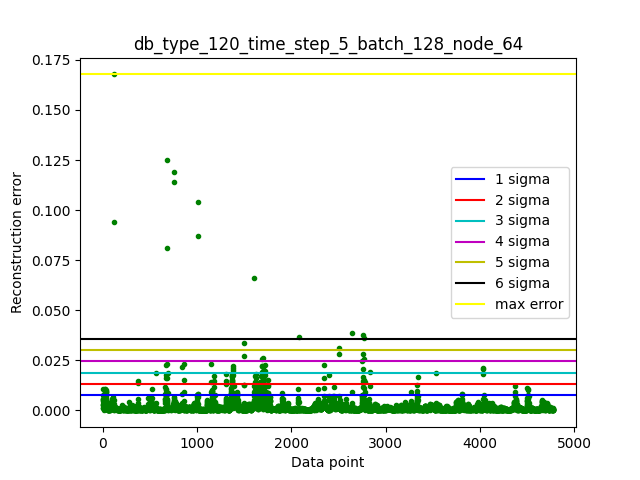 db_type_120_time_step_5_batch_128_node_64
0.175
0.150
0.125
0.100
0.075
0.050
0.025
0.000
Reconstruction error
1 sigma
2 sigma
3 sigma
4 sigma
5 sigma
6 sigma
max error
0 1000 2000 3000 4000 5000
Data point